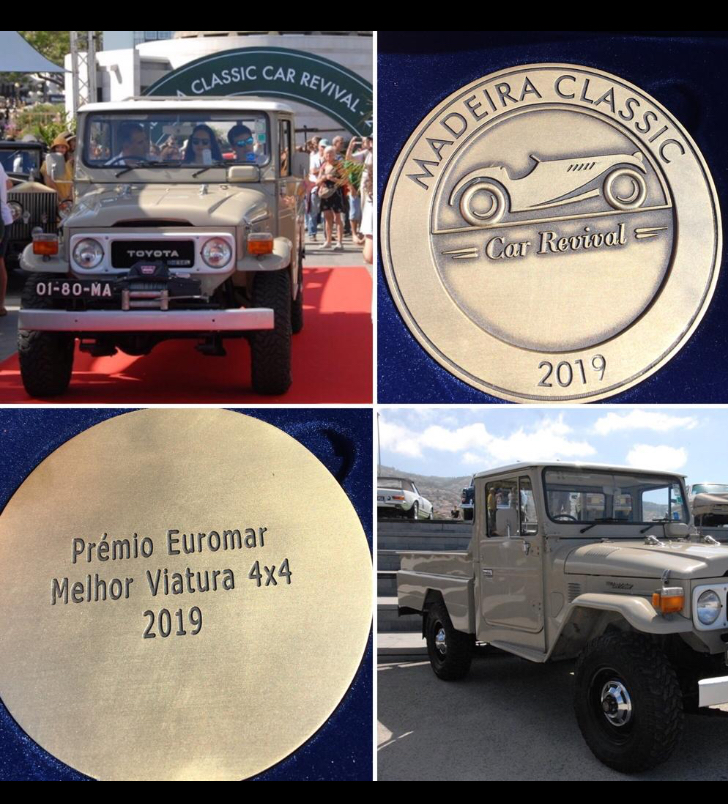 A CLASSIC CAR REVIVAL
TOYOTA
01-80-MA
MADEIRA CLASSIC
Car Revival
2019
Prémio Euromar
Melhor Viatura 4x4
2019